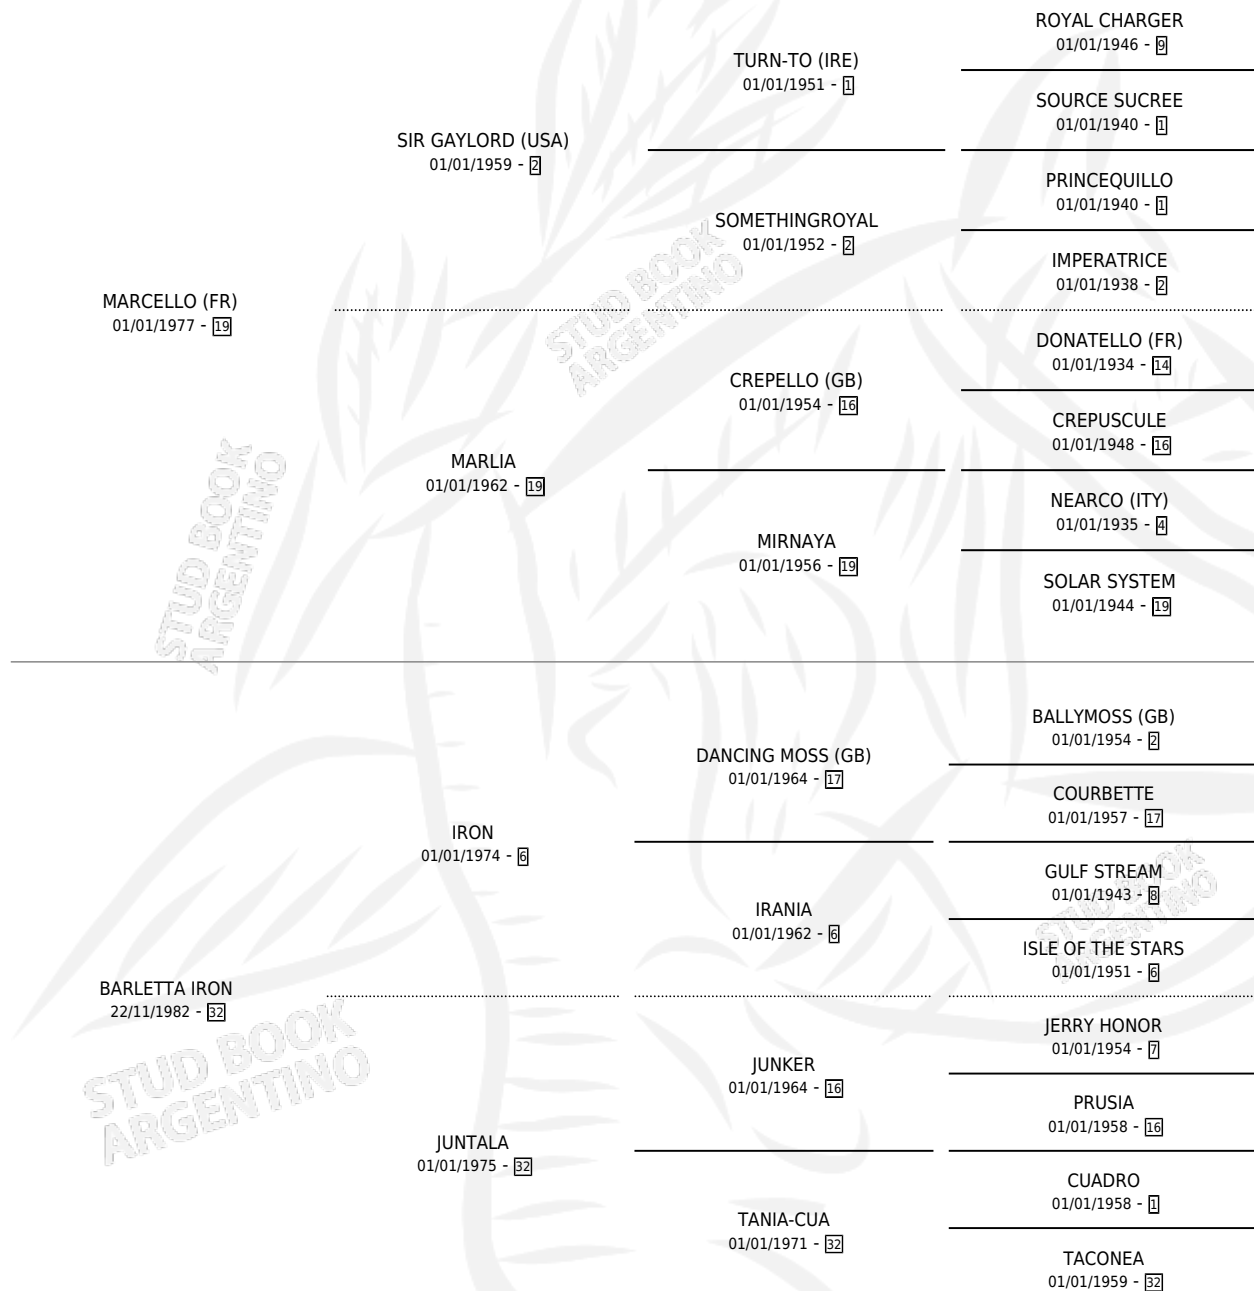 ROYAL CHARGER
01/01/1946 - 9
TURN-TO (IRE)
01/01/1951 - 1
SOURCE SUCREE
01/01/1940 - 1
SIR GAYLORD (USA)
01/01/1959 - 2
PRINCEQUILLO
01/01/1940 - 1
SOMETHINGROYAL
01/01/1952 - 2
IMPERATRICE
01/01/1938 - 2
MARCELLO (FR)
01/01/1977 - 19
STUD BOOK
ARGENTINO
DONATELLO (FR)
01/01/1934 - 14
CREPELLO (GB)
01/01/1954 - 16
CREPUSCULE
01/01/1948 - 16
MARLIA
01/01/1962 - 19
NEARCO (ITY)
01/01/1935 - 4
MIRNAYA
01/01/1956 - 19
SOLAR SYSTEM
01/01/1944 - 19
STUD BOOK
ARGENTINO
BALLYMOSS (GB)
01/01/1954 - 2
DANCING MOSS (GB)
01/01/1964 - 17
COURBETTE
01/01/1957 - 17
IRON
01/01/1974 - 6
GULF STREAM
01/01/1943 - 8
IRANIA
01/01/1962 - 6
STUD BOOK
ARGENTINO
ISLE OF THE STARS
01/01/1951 - 6
BARLETTA IRON
22/11/1982 - 32
STUD BOOK
ARGENTINO
JERRY HONOR
01/01/1954 - 7
JUNKER
01/01/1964 - 16
PRUSIA
01/01/1958 - 16
JUNTALA
01/01/1975 - 32
CUADRO
01/01/1958 - 1
TANIA-CUA
01/01/1971 - 32
TACONEA
01/01/1959 - 32